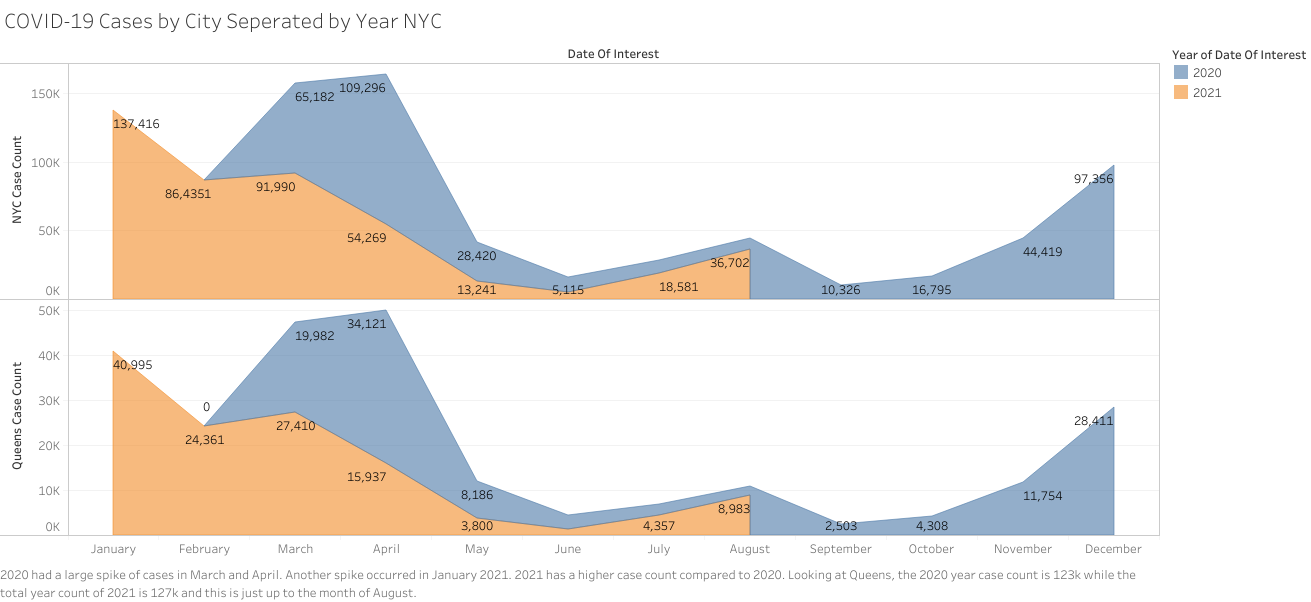 COVID-19 Cases by City Seperated by Year NYC
Date Of Interest
Year of Date Of Interest
2020
2021
NYC Case Count
150K
100K
50K
0K
137,416
86,4351
65,182
109,296
91,990
54,269
28,420
13,241
5,115
18,581
36,702
10,326
16,795
44,419
97,356
Queens Case Count
50K
40K
30K
20K
10K
0K
40,995
0
24,361
19,982
34,121
27,410
15,937
8,186
3,800
4,357
8,983
2,503
4,308
11,754
28,411
January February March April May June July August September October November December
2020 had a large spike of cases in March and April. Another spike occurred in January 2021. 2021 has a higher case count compared to 2020. Looking at Queens, the 2020 year case count is 123k while the
total year count of 2021 is 127k and this is just up to the month of August.